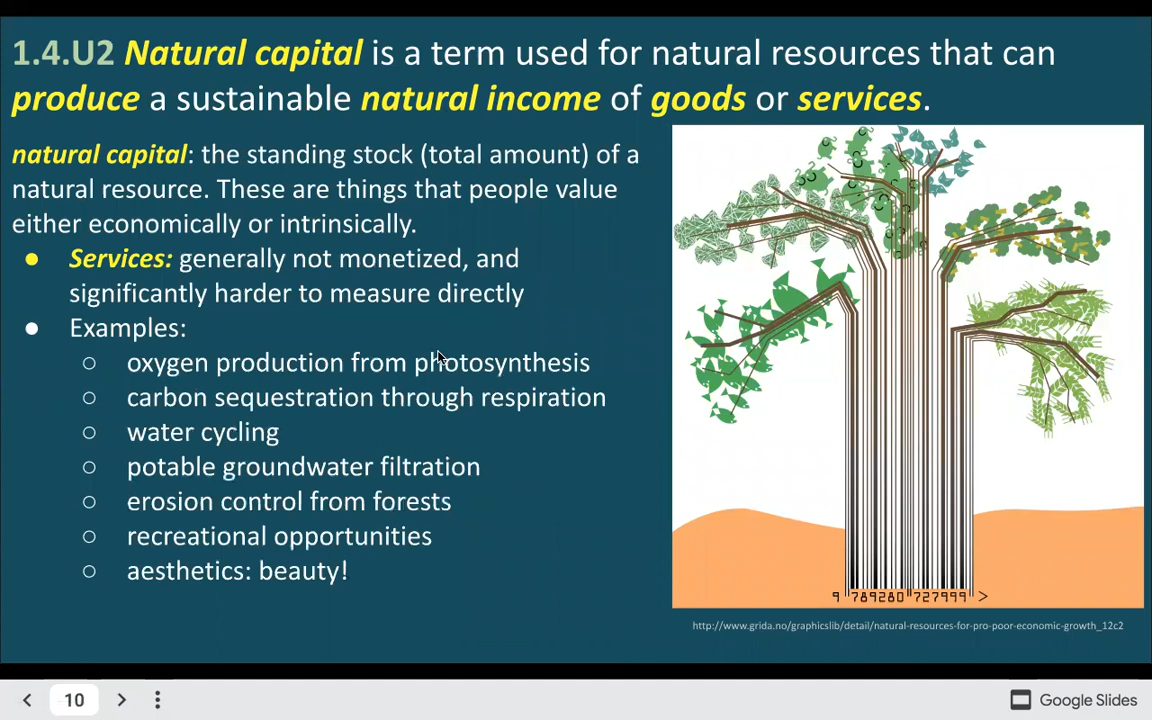 1.4.U2 Natural capital is a term used for natural resources that can
produce a sustainable natural income of goods or services.
natural capital: the standing stock (total amount) of a
natural resource. These are things that people value
either economically or intrinsically.
● Services: generally not monetized, and
significantly harder to measure directly
● Examples:
○ oxygen production from photosynthesis
○ carbon sequestration through respiration
○ water cycling
○ potable groundwater filtration
○ erosion control from forests
○ recreational opportunities
○ aesthetics: beauty!
9 789280 727999 >
http://www.grida.no/graphicslib/detail/natural-resources-for-pro-poor-economic-growth_12c2
10
Google Slides